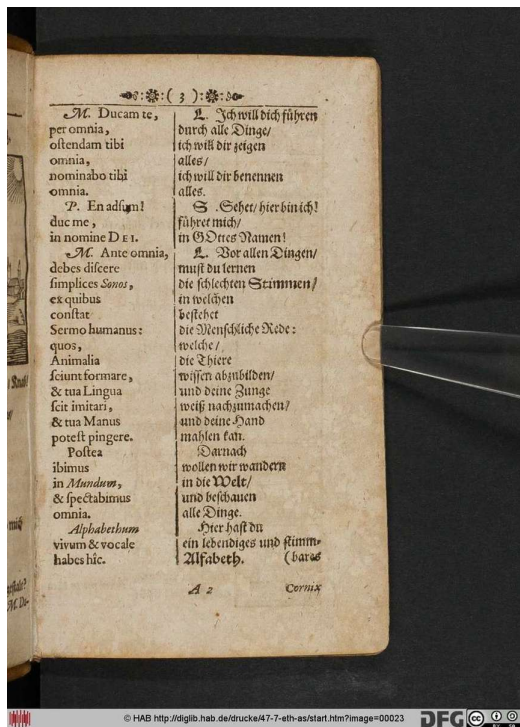 :( 3 ):
M. Ducam te,
per omnia,
oſtendam tibi
omnia,
nominabo tibi
omnia.
P. En adſum!
duc me,
in nomine DEI.
M. Ante omnia,
debes diſcere
ſimplices Sonos,
ex quibus
conſtat
Sermo humanus:
quos,
Animalia
ſciunt formare,
& tua Lingua
ſcit imitari,
& tua Manus
poteſt pingere.
Poſtea
ibimus
in Mundum,
& ſpectabimus
omnia.
Alphabethum
vivum & vocale
habes hîc.
L. Ich will dich führen
durch alle Dinge/
ich will dir zeigen
alles/
ich will dir benennen
alles.
S. Sehet/ hier bin ich!
führet mich/
in GOttes Namen!
L. Vor allen Dingen/
muſt du lernen
die ſchlechten Stimmen/
in welchen
beſtehet
die Menſchliche Rede:
welche/
die Thiere
wiſſen abzubilden/
und deine Zunge
weiß nachzumachen/
und deine Hand
mahlen kan.
Darnach
wollen wir wandern
in die Welt/
und beſchauen
alle Dinge.
Hier haſt du
ein lebendiges und ſtimm-
Alfabeth. (bares
A 2 Cornix
M. Du-
© HAB http://diglib.hab.de/drucke/47-7-eth-as/start.htm?image=00023
DFG
cc
BY SA